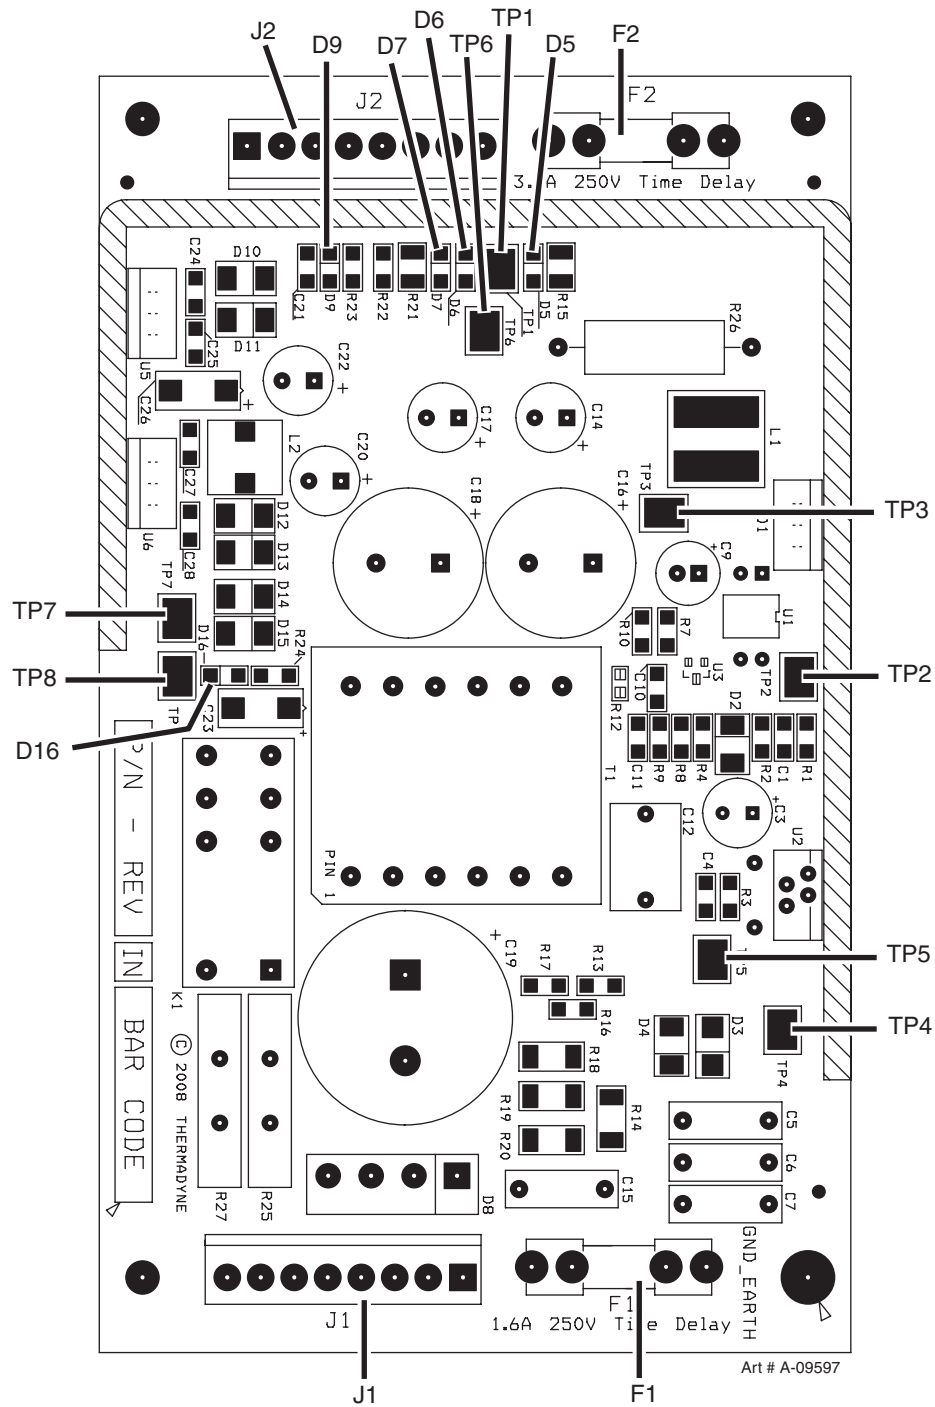 TP1
D6
F2
J2
D9
D7
TP6
D5
J2
F2
A 250V Time Delay
C24
D10
C21
D9
R23
R22
R21
D7
D6
TP1
D5
R15
TP6
R26
C25
D11
U5
C26
C22
C17
C14
L1
L2
C20
C27
C18
C16
TP3
TP3
U6
D12
D13
C28
C9
TP7
TP7
D14
D15
U1
R10
R7
TP8
D16
R24
TP2
U3
TP2
C10
R12
D2
C23
D16
C11
R9
R8
R4
R2
C1
R1
T1
P/N - REV
IN
BAR CODE
C3
C12
U2
PIN 1
C4
R3
TP5
C19
R17
R13
R16
K1
D4
D3
TP4
TP4
© 2008 THERMADYNE
R18
R19
R20
R14
C5
C6
C7
C15
D8
R27
R25
GND_EARTH
J1
F1
1.6A 250V Delay
Art # A-09597
J1
F1